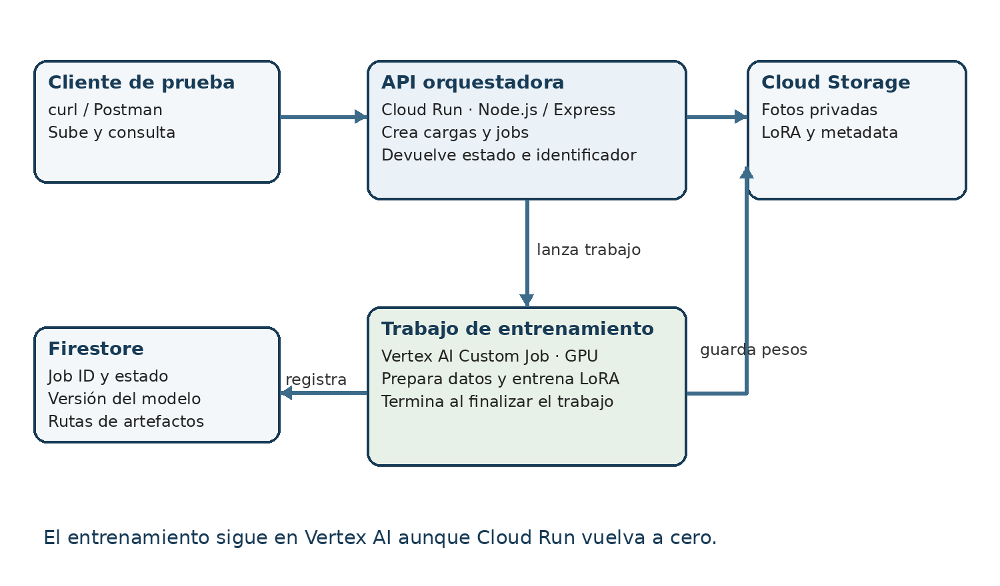 Cliente de prueba
curl / Postman
Sube y consulta
API orquestadora
Cloud Run · Node.js / Express
Crea cargas y jobs
Devuelve estado e identificador
Cloud Storage
Fotos privadas
LoRA y metadata
lanza trabajo
Firestore
Job ID y estado
Versión del modelo
Rutas de artefactos
registra
Trabajo de entrenamiento
Vertex AI Custom Job · GPU
Prepara datos y entrena LoRA
Termina al finalizar el trabajo
guarda pesos
El entrenamiento sigue en Vertex AI aunque Cloud Run vuelva a cero.